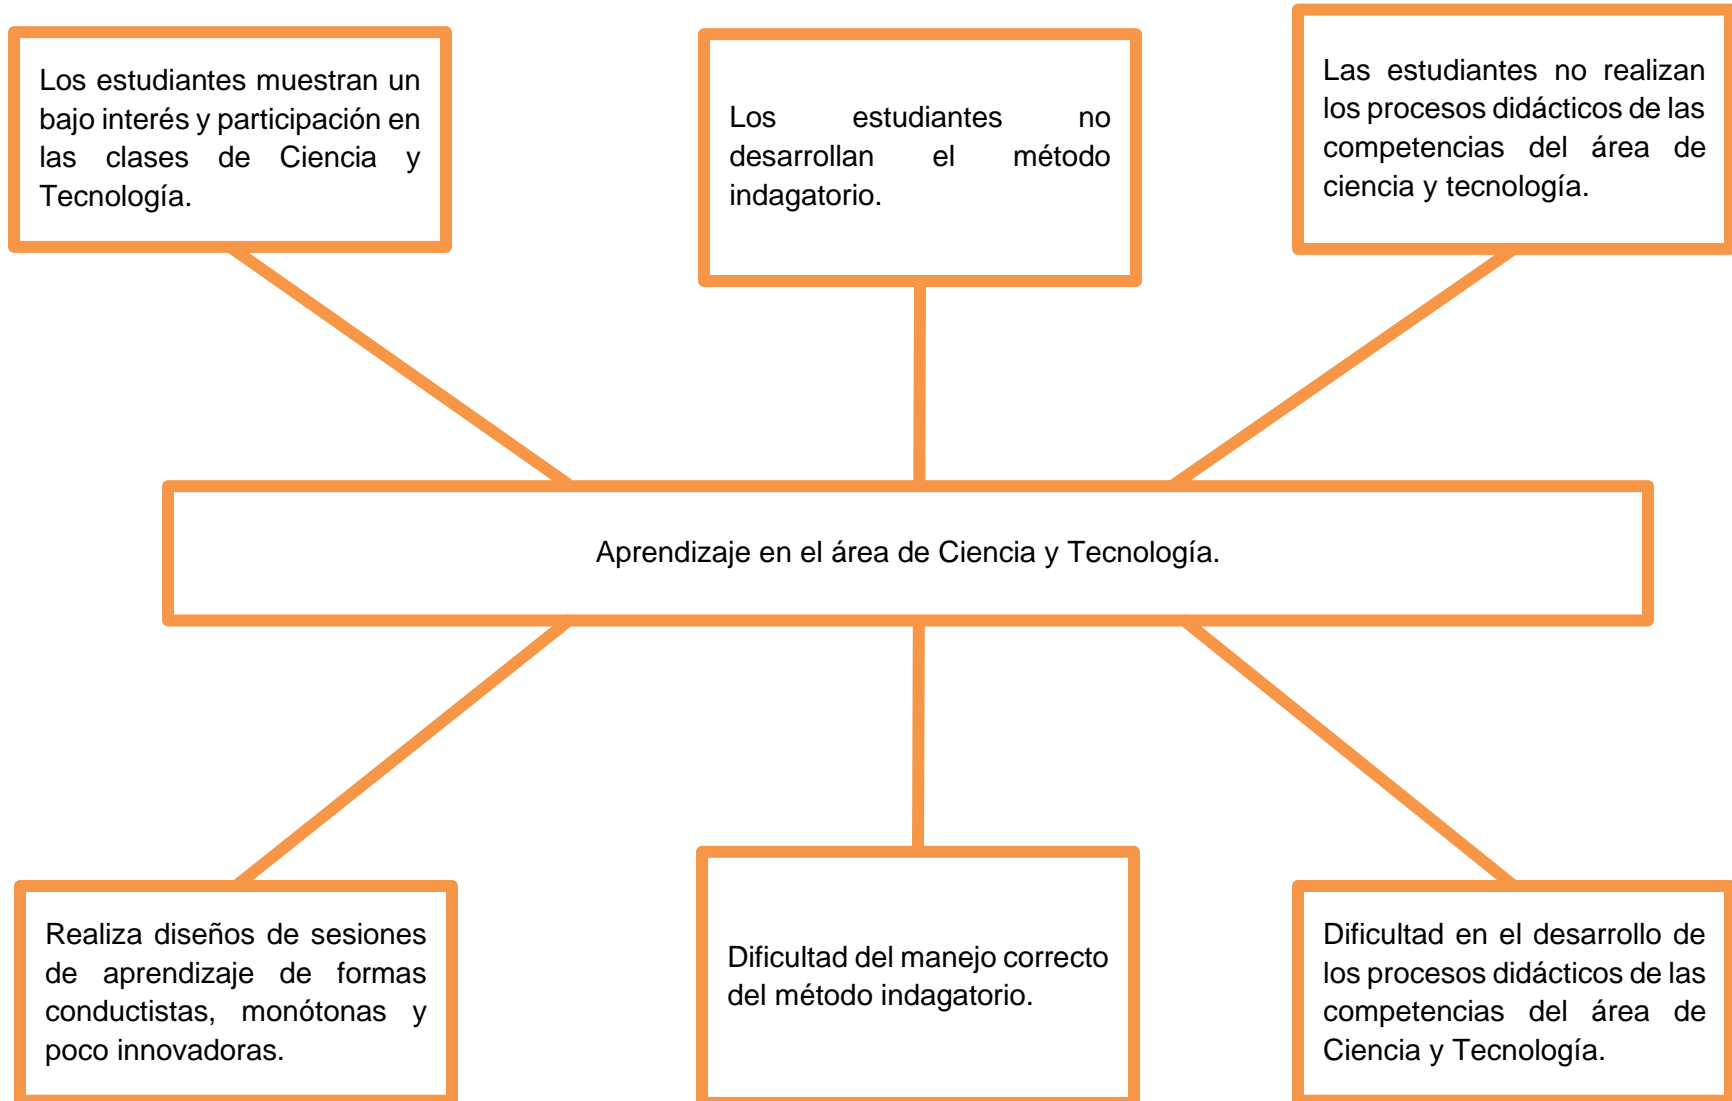 Los estudiantes muestran un
bajo interés y participación en
las clases de Ciencia y
Tecnología.
Los estudiantes no
desarrollan el método
indagatorio.
Las estudiantes no realizan
los procesos didácticos de las
competencias del área de
ciencia y tecnología.
Aprendizaje en el área de Ciencia y Tecnología.
Realiza diseños de sesiones
de aprendizaje de formas
conductistas, monótonas y
poco innovadoras.
Dificultad del manejo correcto
del método indagatorio.
Dificultad en el desarrollo de
los procesos didácticos de las
competencias del área de
Ciencia y Tecnología.